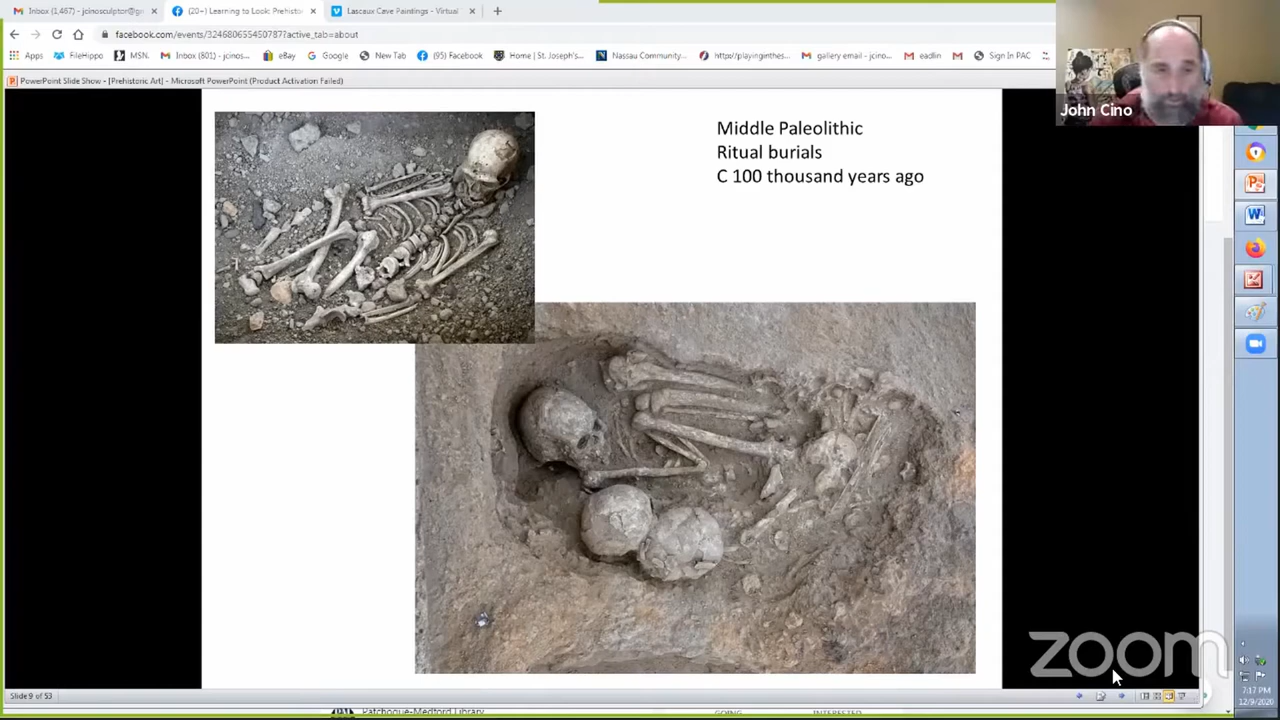 Inbox (1,467) - jcinosculptor@gm
(20+) Learning to Look: Prehisto
Lascaux Cave Paintings - Virtual
facebook.com/events/324680655450787?active_tab=about
Apps
FileHippo
MSN.
Inbox (801) - jcinosculp...
eBay
Google
New Tab
(95) Facebook
Home | St. Joseph's...
Nassau Community...
http://playinginthes...
gallery email - jcino...
eadlin
Sign In PAC
PowerPoint Slide Show - [Prehistoric Art] - Microsoft PowerPoint (Product Activation Failed)
John Cino
Middle Paleolithic
Ritual burials
C 100 thousand years ago
zoom
Slide 9 of 53
Patchogue-Medford Library
GOING
INTERESTED
7:17 PM
12/9/2020